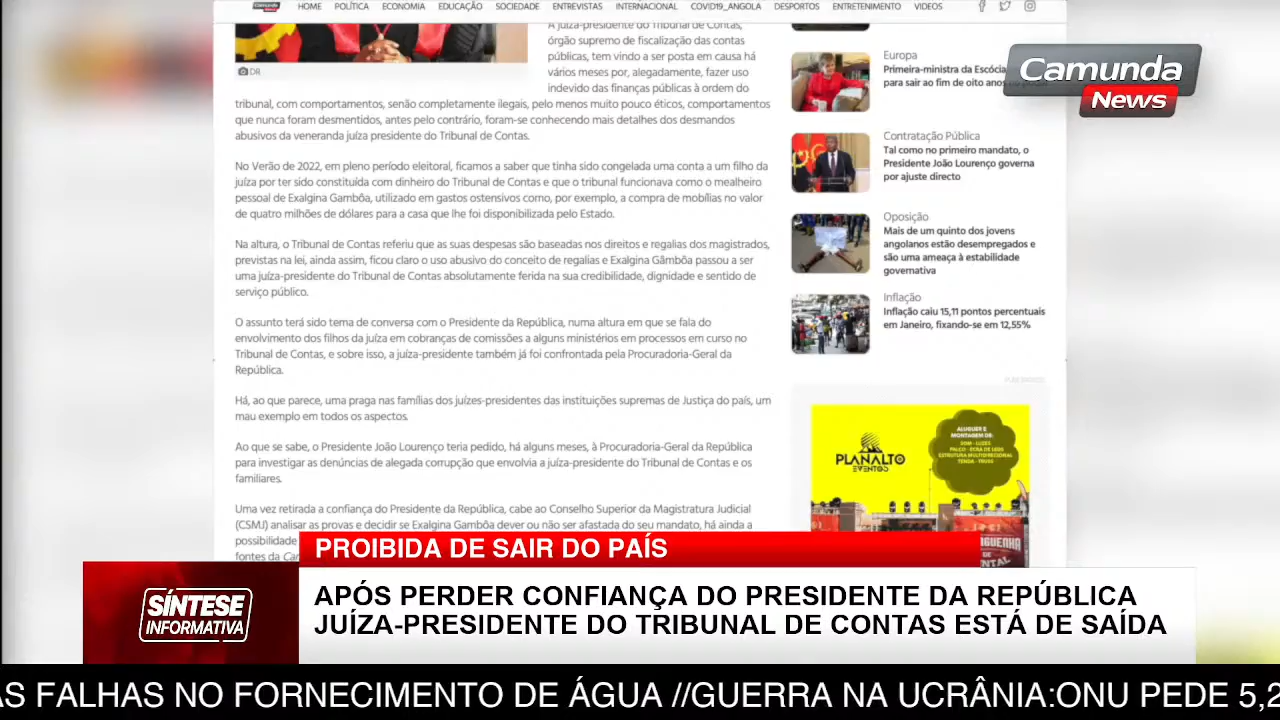 Camunda News
HOME POLÍTICA ECONOMIA EDUCAÇÃO SOCIEDADE ENTREVISTAS INTERNACIONAL COVID19_ANGOLA DESPORTOS ENTRETENIMENTO VIDEOS
A juíza-presidente do Tribunal de Contas,
órgão supremo de fiscalização das contas
públicas, tem vindo a ser posta em causa há
vários meses por, alegadamente, fazer uso
indevido das finanças públicas à ordem do
tribunal, com comportamentos, senão completamente ilegais, pelo menos muito pouco éticos, comportamentos
que nunca foram desmentidos, antes pelo contrário, foram-se conhecendo mais detalhes dos desmandos
abusivos da veneranda juíza presidente do Tribunal de Contas.
DR
No Verão de 2022, em pleno período eleitoral, ficamos a saber que tinha sido congelada uma conta a um filho da
juíza por ter sido constituída com dinheiro do Tribunal de Contas e que o tribunal funcionava como o mealheiro
pessoal de Exalgina Gambôa, utilizado em gastos ostensivos como, por exemplo, a compra de mobílias no valor
de quatro milhões de dólares para a casa que lhe foi disponibilizada pelo Estado.
Na altura, o Tribunal de Contas referiu que as suas despesas são baseadas nos direitos e regalias dos magistrados,
previstas na lei, ainda assim, ficou claro o uso abusivo do conceito de regalias e Exalgina Gâmbôa passou a ser
uma juíza-presidente do Tribunal de Contas absolutamente ferida na sua credibilidade, dignidade e sentido de
serviço público.
O assunto terá sido tema de conversa com o Presidente da República, numa altura em que se fala do
envolvimento dos filhos da juíza em cobranças de comissões a alguns ministérios em processos em curso no
Tribunal de Contas, e sobre isso, a juíza-presidente também já foi confrontada pela Procuradoria-Geral da
República.
Há, ao que parece, uma praga nas famílias dos juízes-presidentes das instituições supremas de Justiça do país, um
mau exemplo em todos os aspectos.
Ao que se sabe, o Presidente João Lourenço teria pedido, há alguns meses, à Procuradoria-Geral da República
para investigar as denúncias de alegada corrupção que envolvia a juíza-presidente do Tribunal de Contas e os
familiares.
Uma vez retirada a confiança do Presidente da República, cabe ao Conselho Superior da Magistratura Judicial
(CSMJ) analisar as provas e decidir se Exalgina Gambôa dever ou não ser afastada do seu mandato, há ainda a
possibilidade
fontes da
Europa
Primeira-ministra da Escócia
para sair ao fim de oito anos
Contratação Pública
Tal como no primeiro mandato, o
Presidente João Lourenço governa
por ajuste directo
Oposição
Mais de um quinto dos jovens
angolanos estão desempregados e
são uma ameaça à estabilidade
governativa
Inflação
Inflação caiu 15,11 pontos percentuais
em Janeiro, fixando-se em 12,55%
PUBLICIDADE
PLANALTO
EVENTOS
ALUGUER E
MONTAGEM DE:
SOM - LUZES
PALCO - ECRÃ DE LEDS
ESTRUTURA MULTIDIRECIONAL
TENDA - TRUSS
Camunda
News
PROIBIDA DE SAIR DO PAÍS
SÍNTESE
INFORMATIVA
APÓS PERDER CONFIANÇA DO PRESIDENTE DA REPÚBLICA
JUÍZA-PRESIDENTE DO TRIBUNAL DE CONTAS ESTÁ DE SAÍDA
AS FALHAS NO FORNECIMENTO DE ÁGUA //GUERRA NA UCRÂNIA:ONU PEDE 5,2